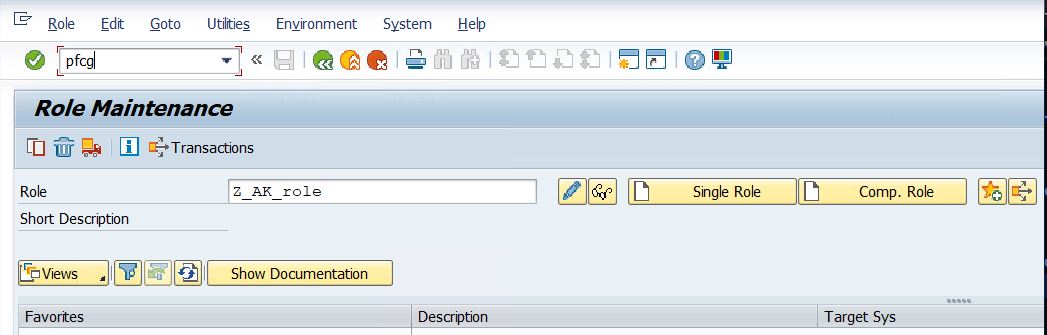 Role Edit Goto Utilities Environment System Help
pfcg
Role Maintenance
Transactions
Role Z_AK_role Single Role Comp. Role
Short Description
Views Show Documentation
Favorites Description Target Sys